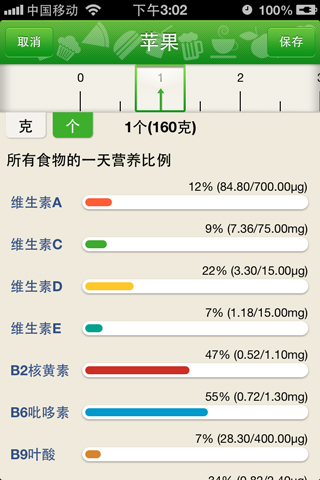 中国移动 下午3:02
取消 苹果 保存
0 1 2 3
克 个 1个(160克)
所有食物的一天营养比例
12% (84.80/700.00µg)
维生素A
9% (7.36/75.00mg)
维生素C
22% (3.30/15.00µg)
维生素D
7% (1.18/15.00mg)
维生素E
47% (0.52/1.10mg)
B2核黄素
55% (0.72/1.30mg)
B6吡哆素
7% (28.30/400.00µg)
B9叶酸